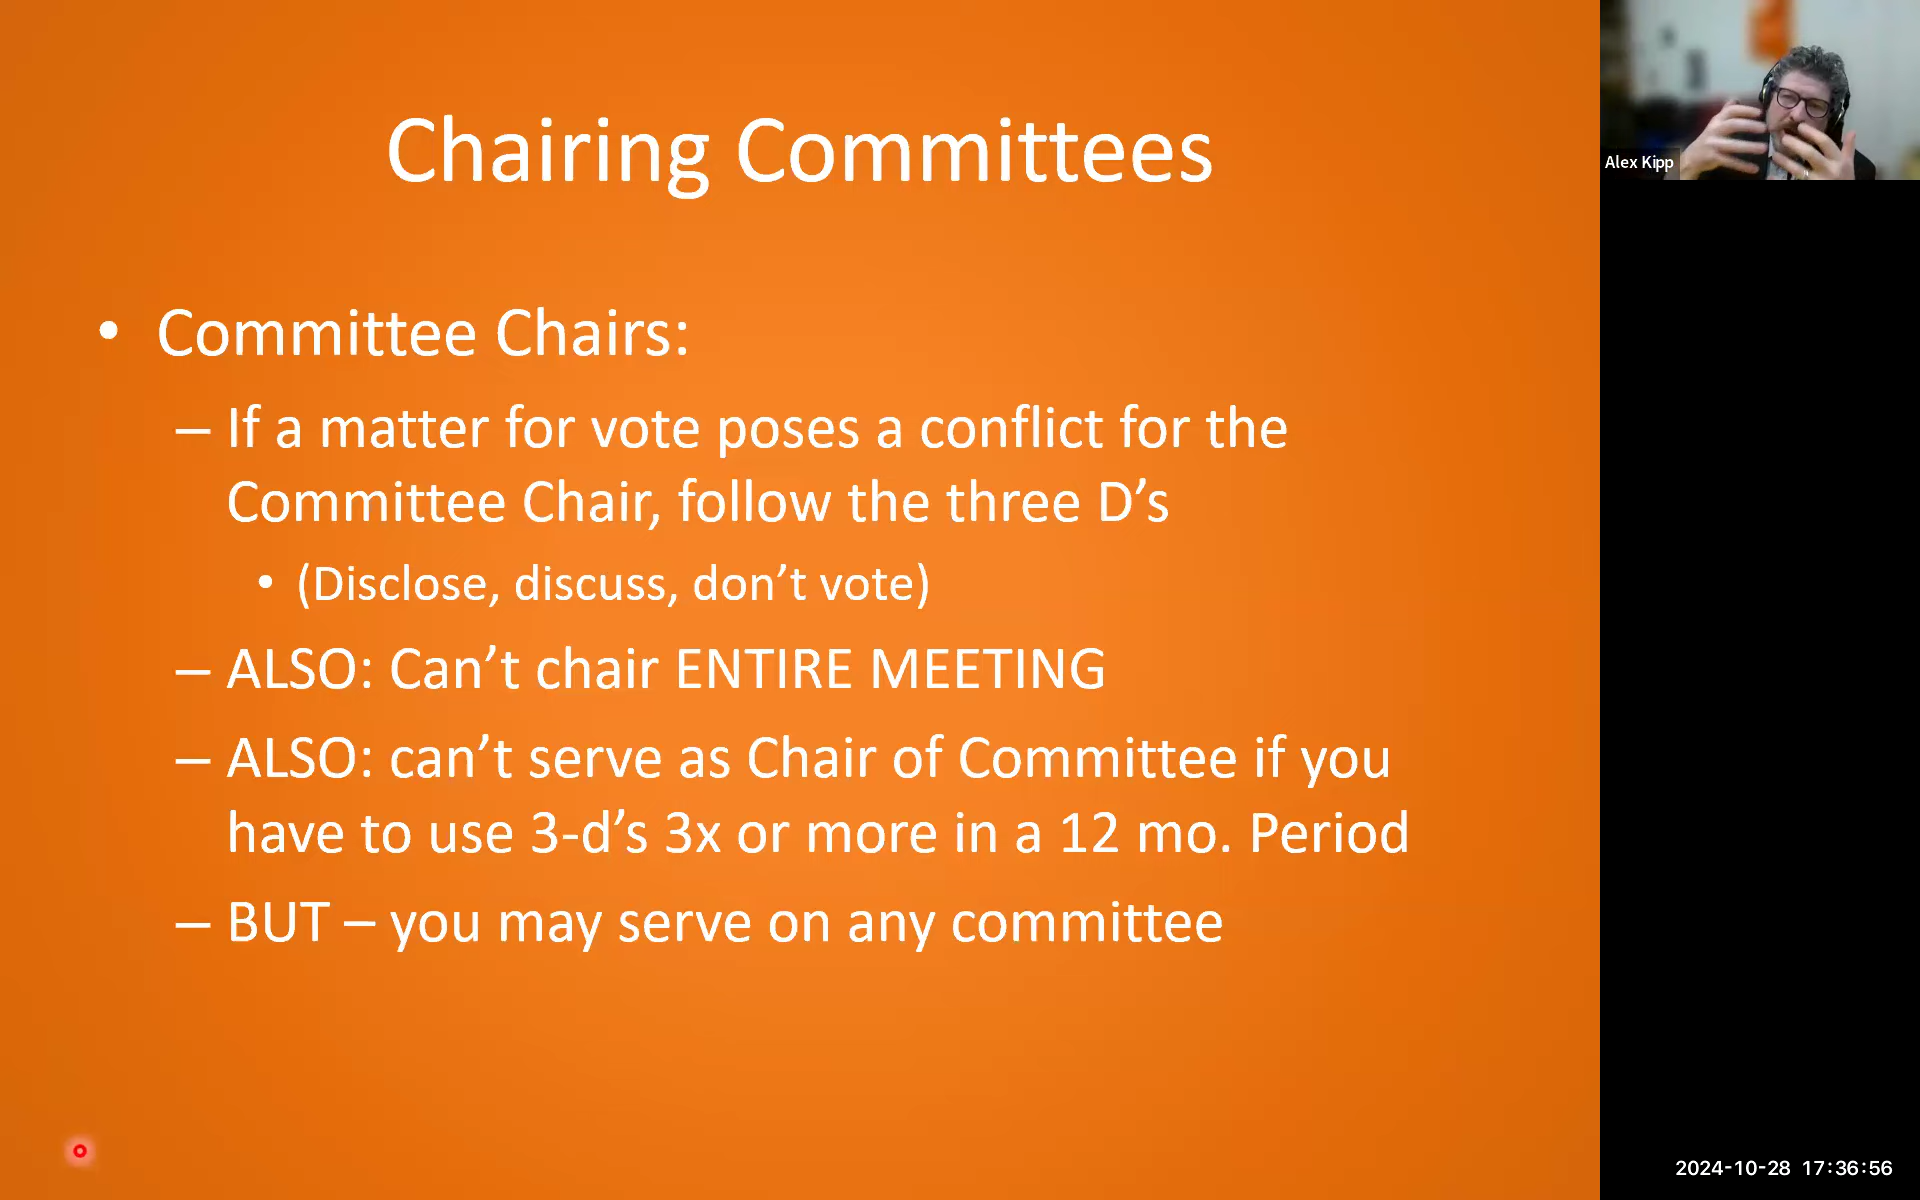 Chairing Committees
• Committee Chairs:
– If a matter for vote poses a conflict for the
Committee Chair, follow the three D’s
• (Disclose, discuss, don’t vote)
– ALSO: Can’t chair ENTIRE MEETING
– ALSO: can’t serve as Chair of Committee if you
have to use 3-d’s 3x or more in a 12 mo. Period
– BUT – you may serve on any committee
Alex Kipp
2024-10-28 17:36:56